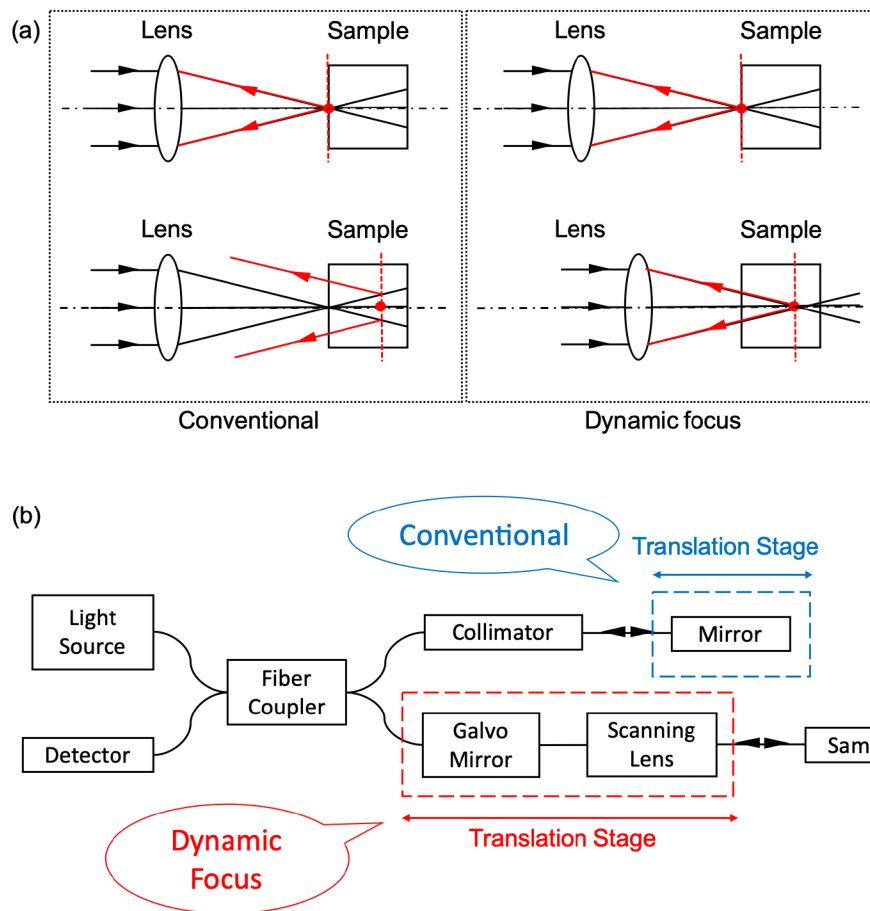 (a)
Lens
Sample
Lens
Sample
Lens
Sample
Lens
Sample
Conventional
Dynamic focus
(b)
Conventional
Translation Stage
Light
Source
Collimator
Mirror
Fiber
Coupler
Galvo
Mirror
Scanning
Lens
Detector
Sam
Translation Stage
Dynamic
Focus